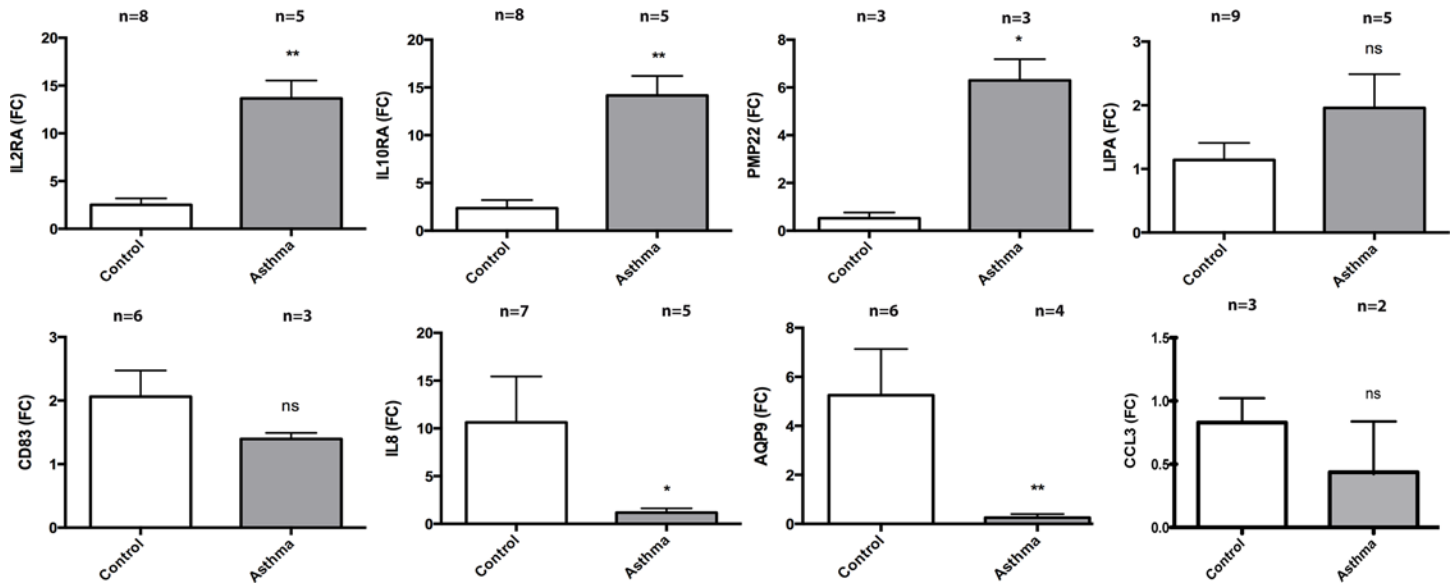 n=8 n=5
IL2RA (FC)
20
15
10
5
0
**
Control Asthma
n=8 n=5
IL10RA (FC)
20
15
10
5
0
**
Control Asthma
n=3 n=3
PMP22 (FC)
8
6
4
2
0
*
Control Asthma
n=9 n=5
LIPA (FC)
3
2
1
0
ns
Control Asthma
n=6 n=3
CD83 (FC)
3
2
1
0
ns
Control Asthma
n=7 n=5
IL8 (FC)
20
15
10
5
0
*
Control Asthma
n=6 n=4
AQP9 (FC)
8
6
4
2
0
**
Control Asthma
n=3 n=2
CCL3 (FC)
1.5
1.0
0.5
0.0
ns
Control Asthma